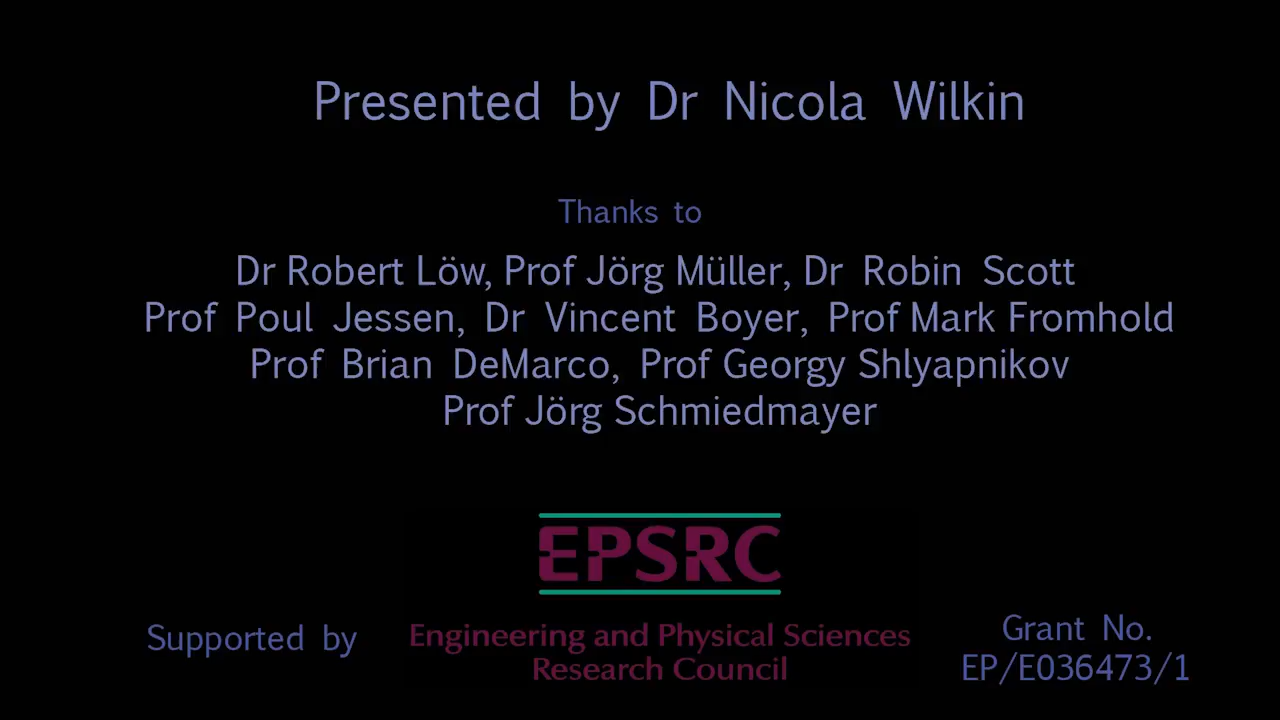 Presented by Dr Nicola Wilkin
Thanks to
Dr Robert Löw, Prof Jörg Müller, Dr Robin Scott
Prof Poul Jessen, Dr Vincent Boyer, Prof Mark Fromhold
Prof Brian DeMarco, Prof Georgy Shlyapnikov
Prof Jörg Schmiedmayer
EPSRC
Supported by
Engineering and Physical Sciences
Research Council
Grant No.
EP/E036473/1